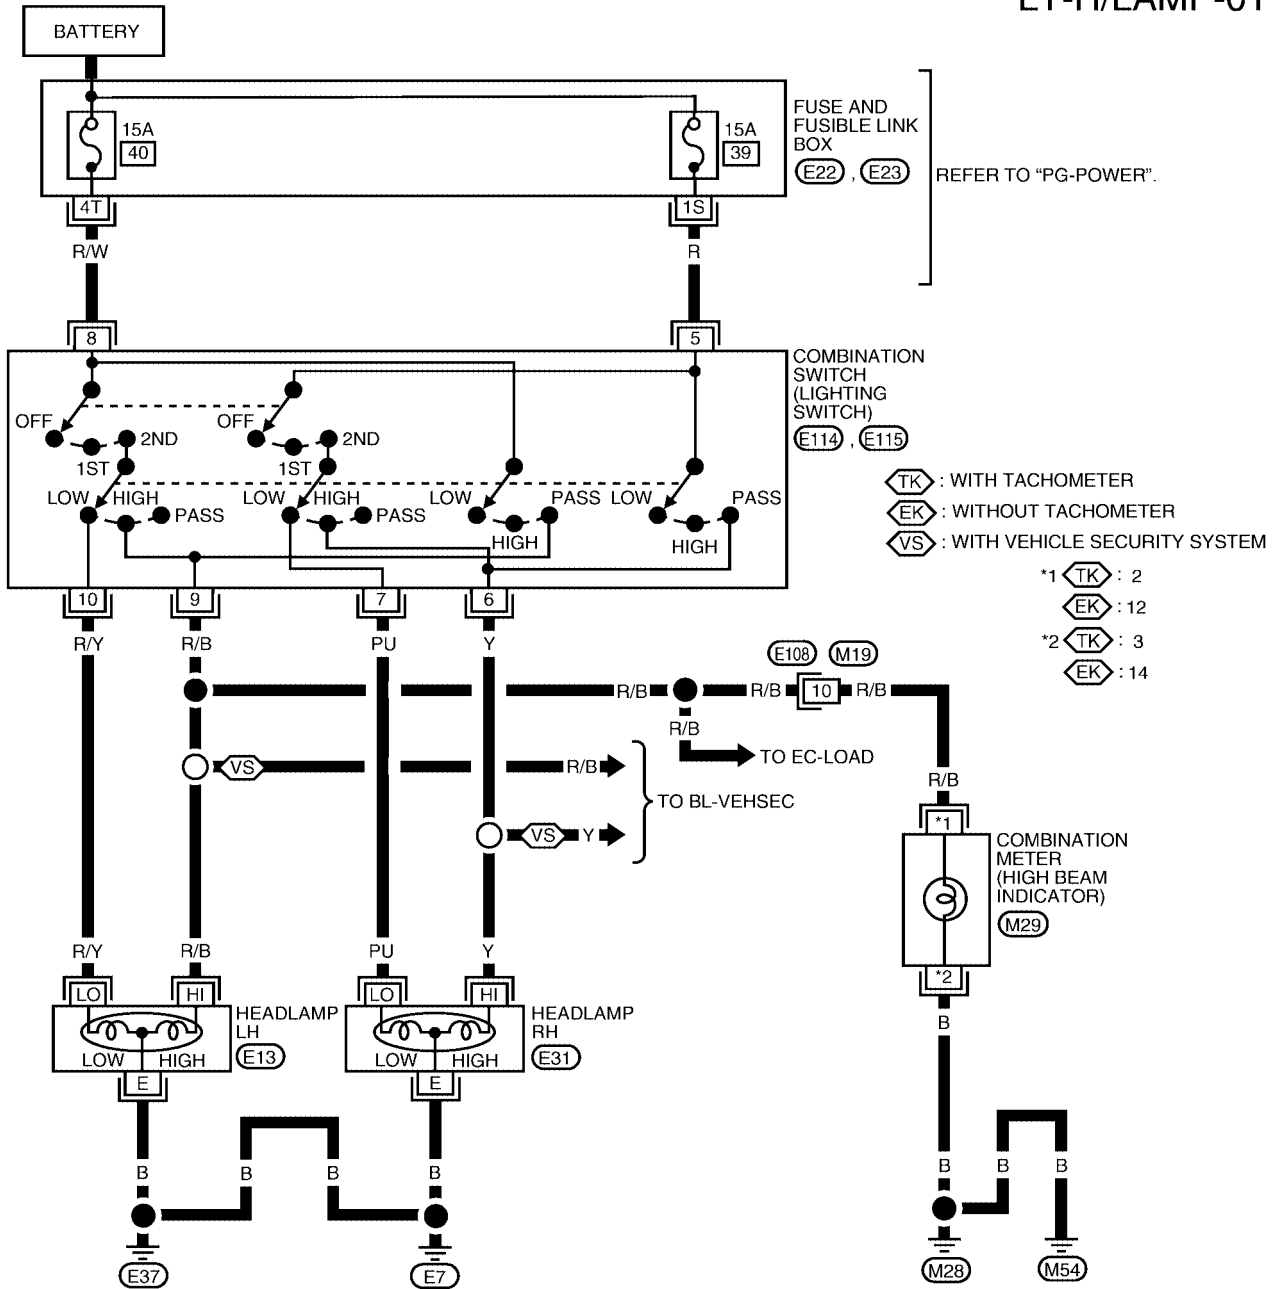 BATTERY
15A
40
15A
39
FUSE AND
FUSIBLE LINK
BOX
E22 , E23
REFER TO “PG-POWER”.
4T
1S
R/W
R
8
5
COMBINATION
SWITCH
(LIGHTING
SWITCH)
E114 , E115
OFF
2ND
1ST
OFF
2ND
1ST
LOW
HIGH
PASS
LOW
HIGH
PASS
LOW
PASS
HIGH
LOW
PASS
HIGH
TK : WITH TACHOMETER
EK : WITHOUT TACHOMETER
VS : WITH VEHICLE SECURITY SYSTEM
*1 TK : 2
EK : 12
*2 TK : 3
EK : 14
10
9
7
6
R/Y
R/B
PU
Y
E108
M19
R/B
R/B
10
R/B
R/B
TO EC-LOAD
VS
R/B
TO BL-VEHSEC
VS
Y
R/B
*1
COMBINATION
METER
(HIGH BEAM
INDICATOR)
M29
*2
B
R/Y
R/B
PU
Y
LO
HI
LO
HI
HEADLAMP
LH
E13
LOW
HIGH
HEADLAMP
RH
E31
LOW
HIGH
E
E
B
B
B
B
B
B
B
E37
E7
M28
M54